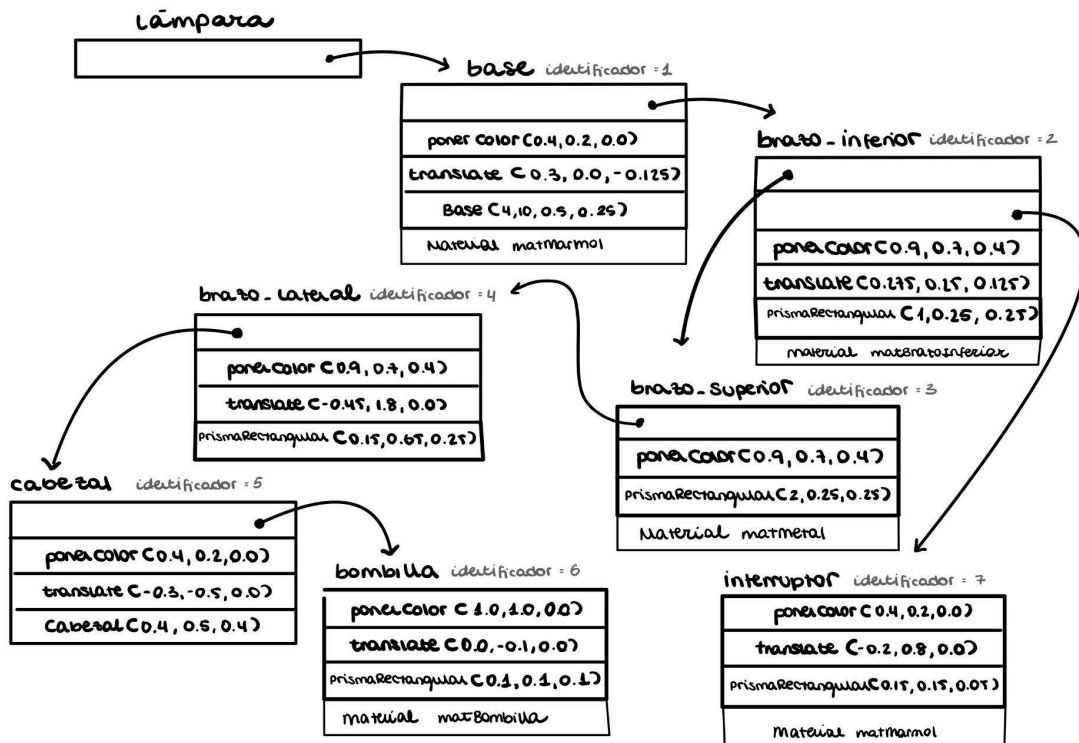 lámpara
base identificador = 1
poner color (0.4, 0.2, 0.0)
translate (0.3, 0.0, -0.125)
Base (4, 10, 0.5, 0.25)
Material matMarmol
brazo_inferior identificador = 2
poner color (0.9, 0.7, 0.4)
translate (0.275, 0.25, 0.125)
prismaRectangular (1, 0.25, 0.25)
Material matBrazoInferior
brazo_lateral identificador = 4
poner color (0.9, 0.7, 0.4)
translate (-0.45, 1.8, 0.0)
prismaRectangular (0.15, 0.65, 0.25)
brazo_superior identificador = 3
poner color (0.9, 0.7, 0.4)
prismaRectangular (2, 0.25, 0.25)
Material matmetal
cabezal identificador = 5
poner color (0.4, 0.2, 0.0)
translate (-0.3, -0.5, 0.0)
Cabezal (0.4, 0.5, 0.4)
bombilla identificador = 6
poner color (1.0, 1.0, 0.0)
translate (0.0, -0.1, 0.0)
prismaRectangular (0.1, 0.1, 0.1)
Material matBombilla
interruptor identificador = 7
poner color (0.4, 0.2, 0.0)
translate (-0.2, 0.8, 0.0)
prismaRectangular (0.15, 0.15, 0.05)
Material matMarmol